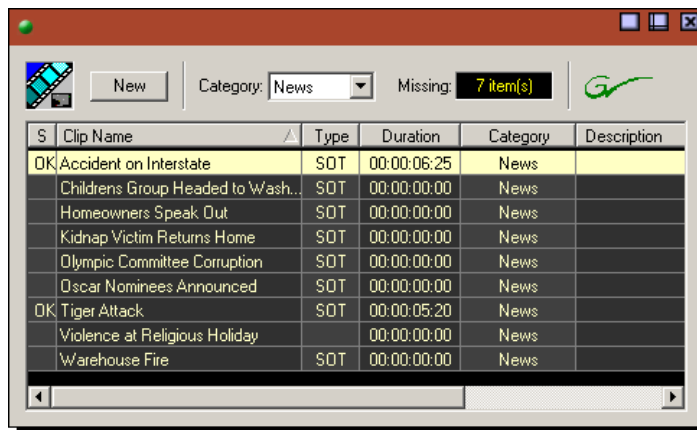 New Category: News Missing: 7 item(s)
S Clip Name Type Duration Category Description
OK Accident on Interstate SOT 00:00:06:25 News
Childrens Group Headed to Wash... SOT 00:00:00:00 News
Homeowners Speak Out SOT 00:00:00:00 News
Kidnap Victim Returns Home SOT 00:00:00:00 News
Olympic Committee Corruption SOT 00:00:00:00 News
Oscar Nominees Announced SOT 00:00:00:00 News
OK Tiger Attack SOT 00:00:05:20 News
Violence at Religious Holiday 00:00:00:00 News
Warehouse Fire SOT 00:00:00:00 News